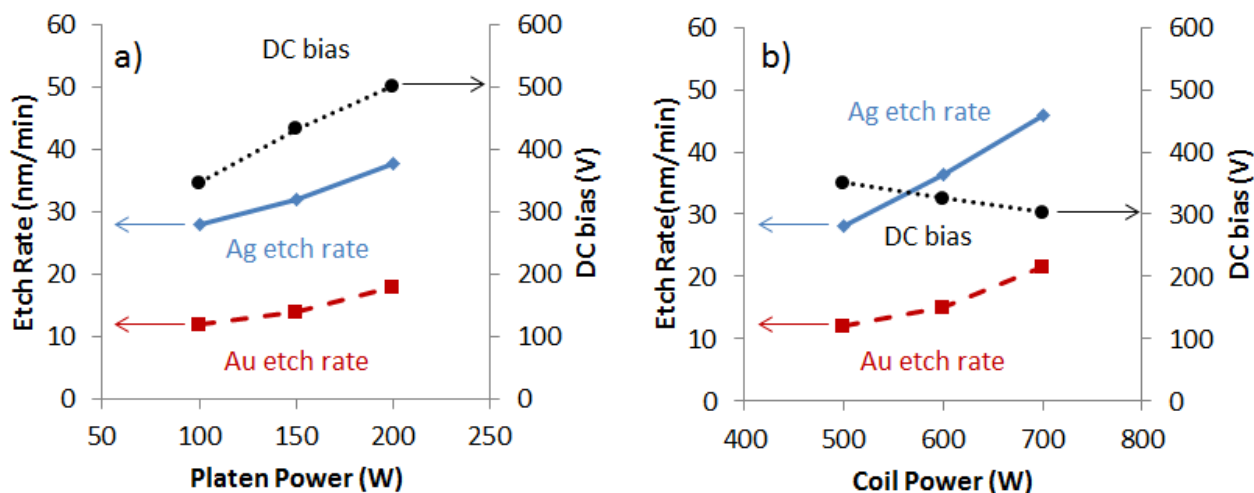 a)
DC bias
Ag etch rate
Au etch rate
Etch Rate (nm/min)
60
50
40
30
20
10
0
600
500
400
300
200
100
0
DC bias (V)
50 100 150 200 250
Platen Power (W)
b)
Ag etch rate
DC bias
Au etch rate
Etch Rate(nm/min)
60
50
40
30
20
10
0
600
500
400
300
200
100
0
DC bias (V)
400 500 600 700 800
Coil Power (W)